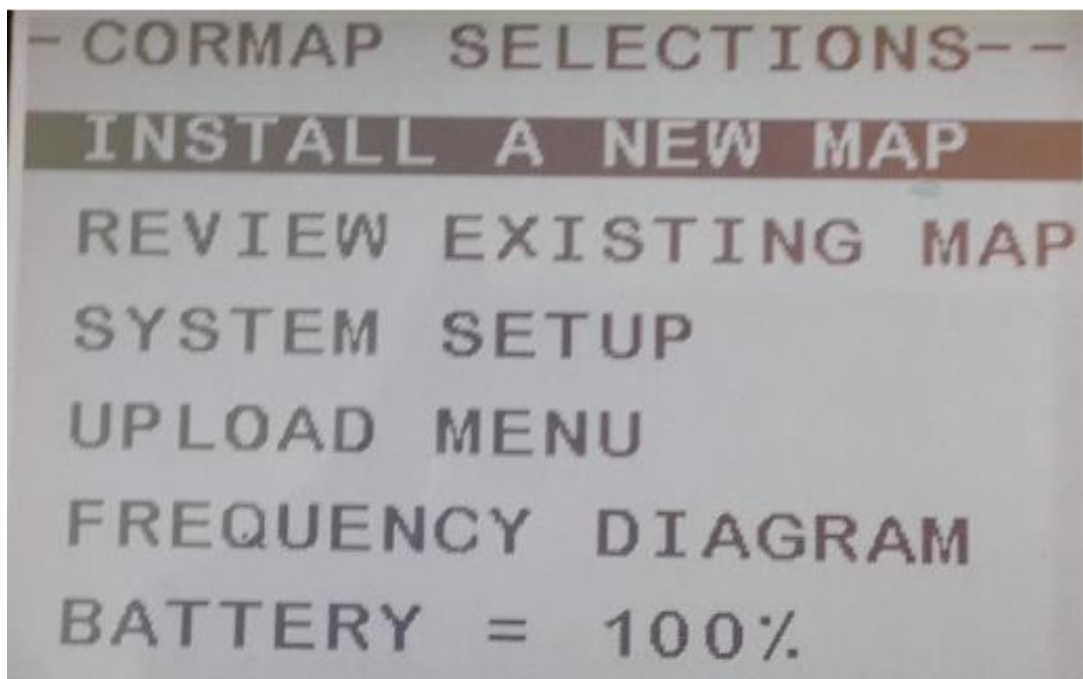 -CORMAP SELECTIONS--
INSTALL A NEW MAP
REVIEW EXISTING MAP
SYSTEM SETUP
UPLOAD MENU
FREQUENCY DIAGRAM
BATTERY = 100%